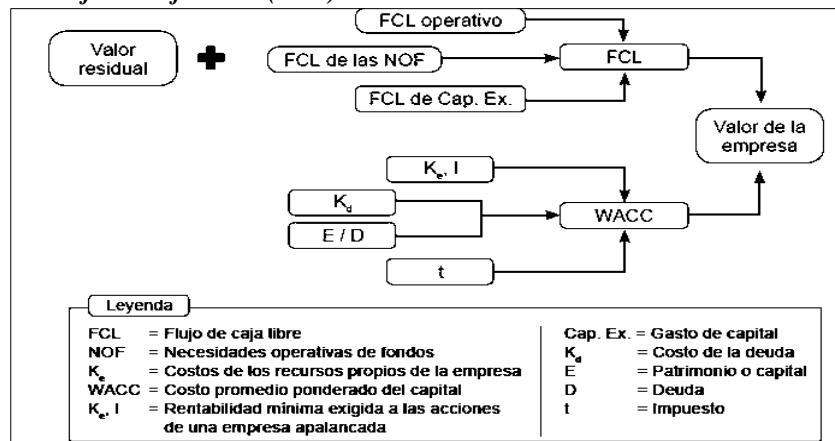 Valor
residual
FCL operativo
FCL de las NOF
FCL de Cap. Ex.
FCL
Valor de la
empresa
K_e, I
K_d
E / D
t
WACC
Leyenda
FCL = Flujo de caja libre
NOF = Necesidades operativas de fondos
K_e = Costos de los recursos propios de la empresa
WACC = Costo promedio ponderado del capital
K_e, I = Rentabilidad mínima exigida a las acciones
de una empresa apalancada
Cap. Ex. = Gasto de capital
K_d = Costo de la deuda
E = Patrimonio o capital
D = Deuda
t = Impuesto